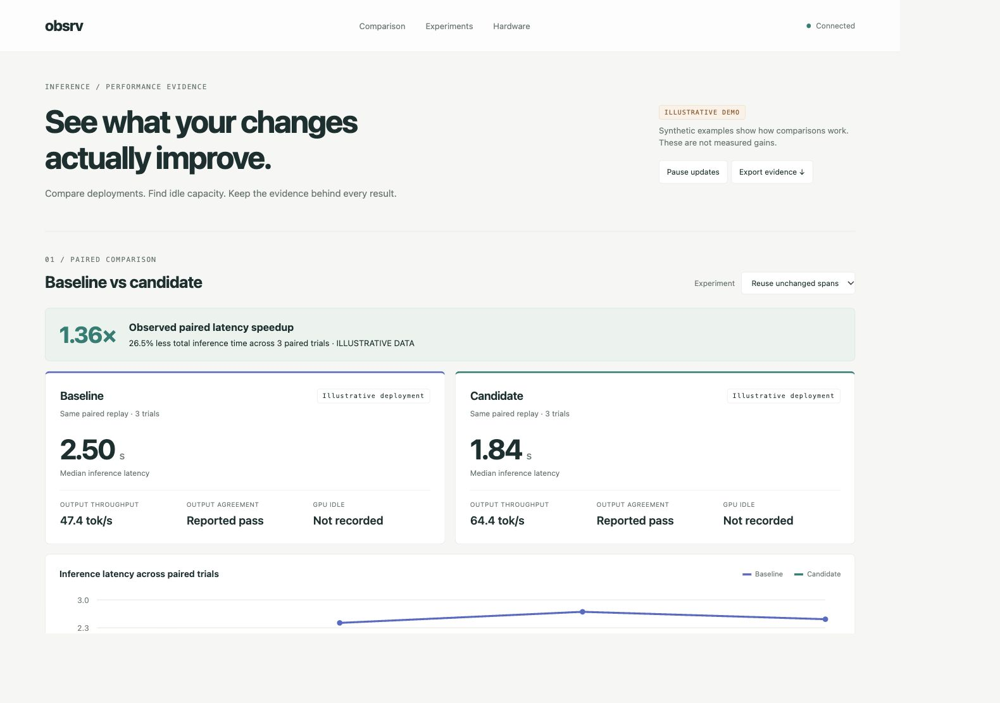 obsrv
Comparison
Experiments
Hardware
Connected
INFERENCE / PERFORMANCE EVIDENCE
See what your changes
actually improve.
Compare deployments. Find idle capacity. Keep the evidence behind every result.
ILLUSTRATIVE DEMO
Synthetic examples show how comparisons work.
These are not measured gains.
Pause updates
Export evidence ↓
01 / PAIRED COMPARISON
Baseline vs candidate
Experiment
Reuse unchanged spans
1.36×
Observed paired latency speedup
26.5% less total inference time across 3 paired trials · ILLUSTRATIVE DATA
Baseline
Illustrative deployment
Same paired replay · 3 trials
2.50 s
Median inference latency
OUTPUT THROUGHPUT
47.4 tok/s
OUTPUT AGREEMENT
Reported pass
GPU IDLE
Not recorded
Candidate
Illustrative deployment
Same paired replay · 3 trials
1.84 s
Median inference latency
OUTPUT THROUGHPUT
64.4 tok/s
OUTPUT AGREEMENT
Reported pass
GPU IDLE
Not recorded
Inference latency across paired trials
Baseline
Candidate
3.0
2.3